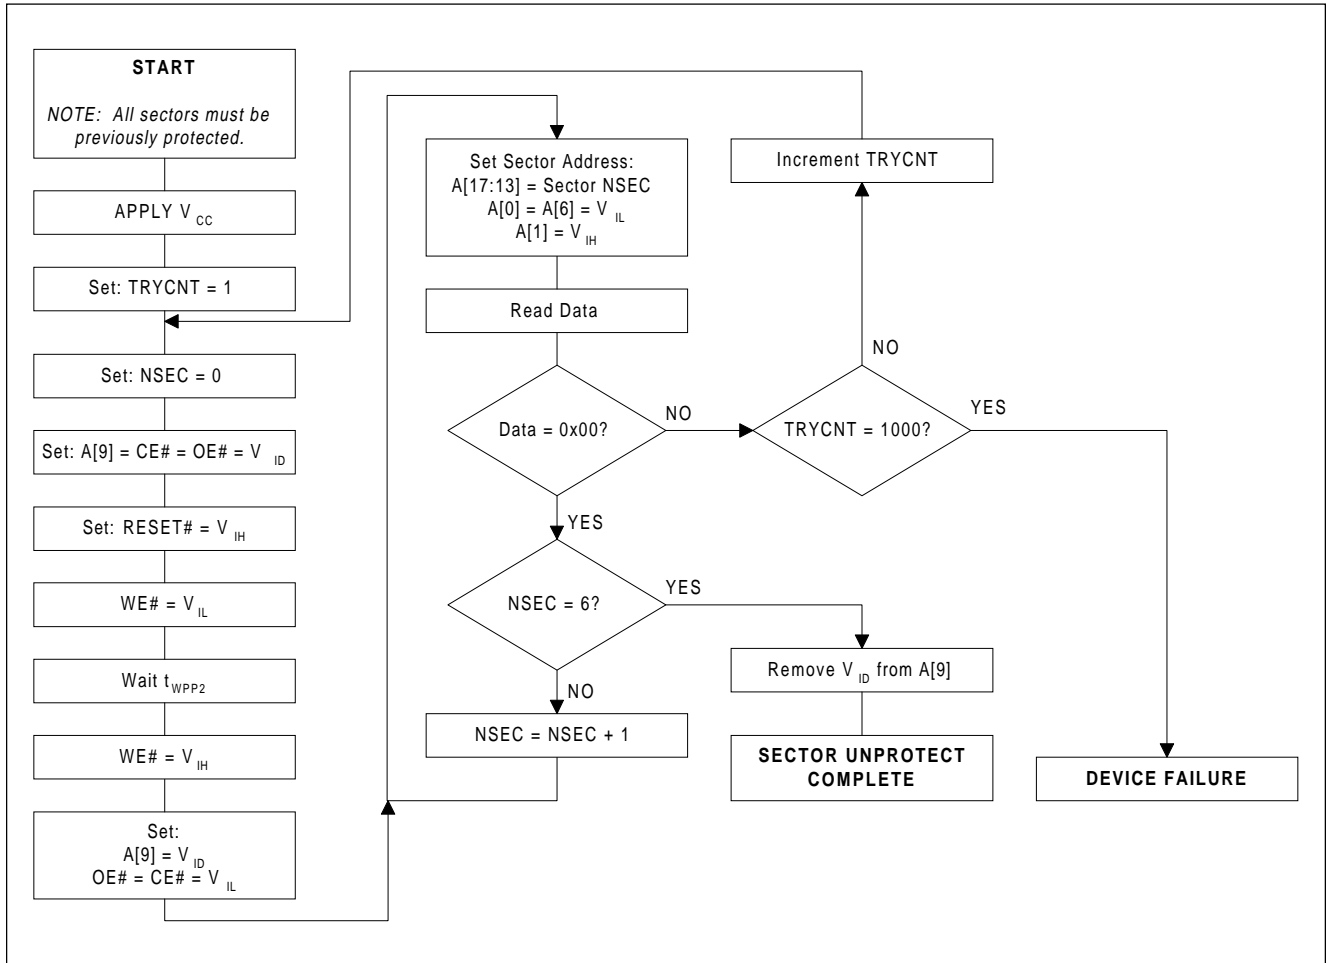 START
NOTE: All sectors must be
previously protected.
APPLY V CC
Set: TRYCNT = 1
Set: NSEC = 0
Set: A[9] = CE# = OE# = V ID
Set: RESET# = V IH
WE# = V IL
Wait t WPP2
WE# = V IH
Set:
A[9] = V ID
OE# = CE# = V IL
Set Sector Address:
A[17:13] = Sector NSEC
A[0] = A[6] = V IL
A[1] = V IH
Read Data
Data = 0x00?
NO
YES
NSEC = 6?
YES
NO
NSEC = NSEC + 1
Increment TRYCNT
NO
TRYCNT = 1000?
YES
Remove V ID from A[9]
SECTOR UNPROTECT
COMPLETE
DEVICE FAILURE